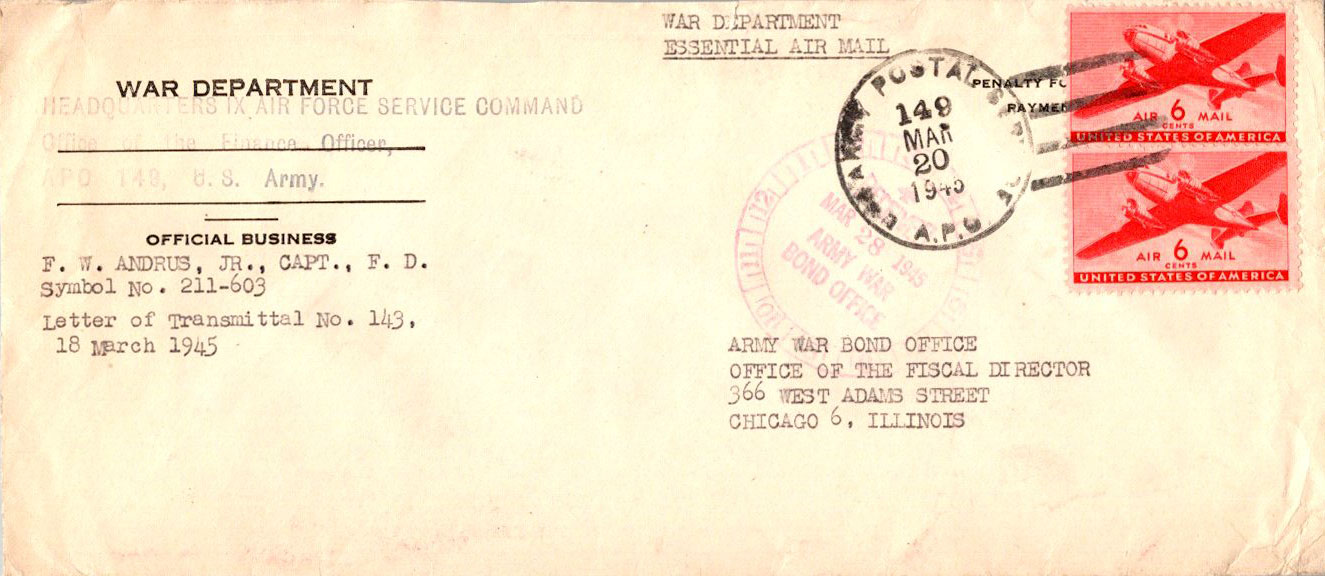 WAR DEPARTMENT
ESSENTIAL AIR MAIL
WAR DEPARTMENT
HEADQUARTERS IX AIR FORCE SERVICE COMMAND
Office of the Finance Officer,
APO 149, U.S. Army.
OFFICIAL BUSINESS
F. W. ANDRUS, JR., CAPT., F. D.
Symbol No. 211-603
Letter of Transmittal No. 143,
18 March 1945
U.S. ARMY POSTAL
A.P.O.
149
MAR
20
1945
PENALTY FO
PAYMEN
AIR 6 MAIL
CENTS
UNITED STATES OF AMERICA
AIR 6 MAIL
CENTS
UNITED STATES OF AMERICA
MAR 28 1945
ARMY WAR
BOND OFFICE
ARMY WAR BOND OFFICE
OFFICE OF THE FISCAL DIRECTOR
366 WEST ADAMS STREET
CHICAGO 6, ILLINOIS